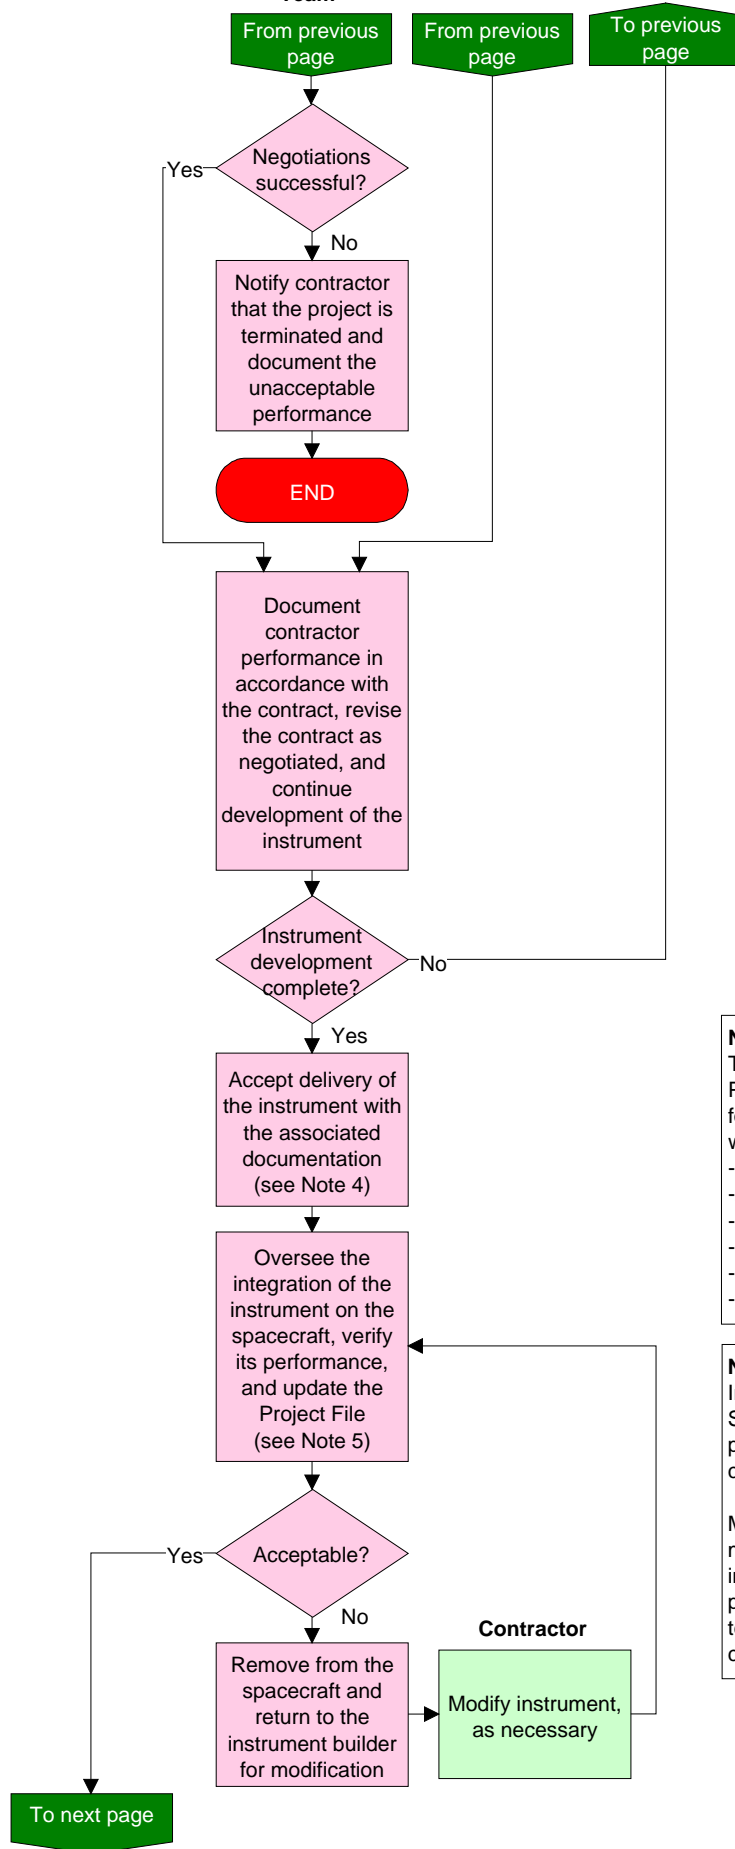 Team
From previous
page
From previous
page
To previous
page
Negotiations
successful?
Yes
No
Notify contractor
that the project is
terminated and
document the
unacceptable
performance
END
Document
contractor
performance in
accordance with
the contract, revise
the contract as
negotiated, and
continue
development of the
instrument
Instrument
development
complete?
No
Yes
Accept delivery of
the instrument with
the associated
documentation
(see Note 4)
Oversee the
integration of the
instrument on the
spacecraft, verify
its performance,
and update the
Project File
(see Note 5)
Yes
Acceptable?
No
Contractor
Remove from the
spacecraft and
return to the
instrument builder
for modification
Modify instrument,
as necessary
To next page